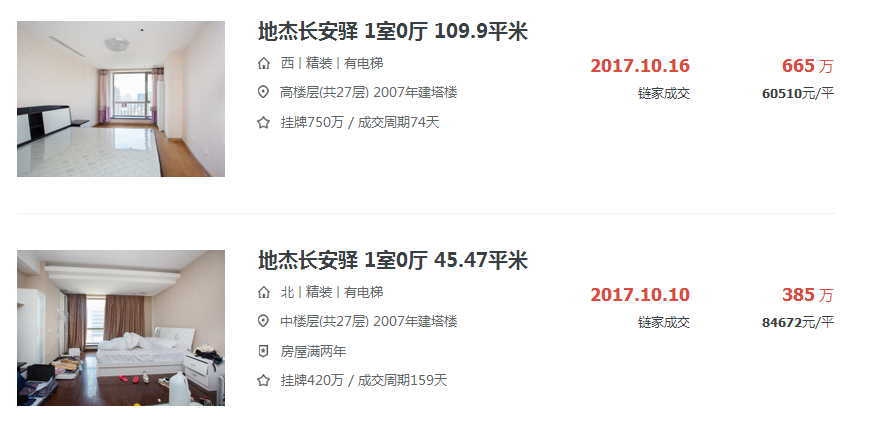 地杰长安驿 1室0厅 109.9平米
西 | 精装 | 有电梯
2017.10.16
665 万
高楼层(共27层) 2007年建塔楼
链家成交
60510元/平
挂牌750万 / 成交周期74天
地杰长安驿 1室0厅 45.47平米
北 | 精装 | 有电梯
2017.10.10
385 万
中楼层(共27层) 2007年建塔楼
链家成交
84672元/平
房屋满两年
挂牌420万 / 成交周期159天